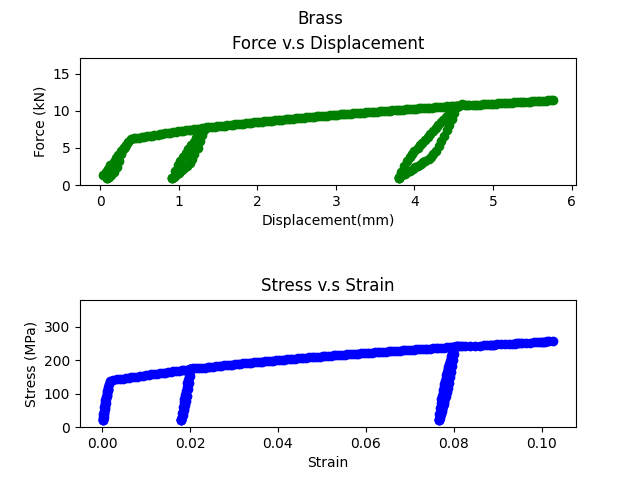 Brass
Force v.s Displacement
Force (kN)
15
10
5
0
0 1 2 3 4 5 6
Displacement(mm)
Stress v.s Strain
Stress (MPa)
300
200
100
0
0.00 0.02 0.04 0.06 0.08 0.10
Strain